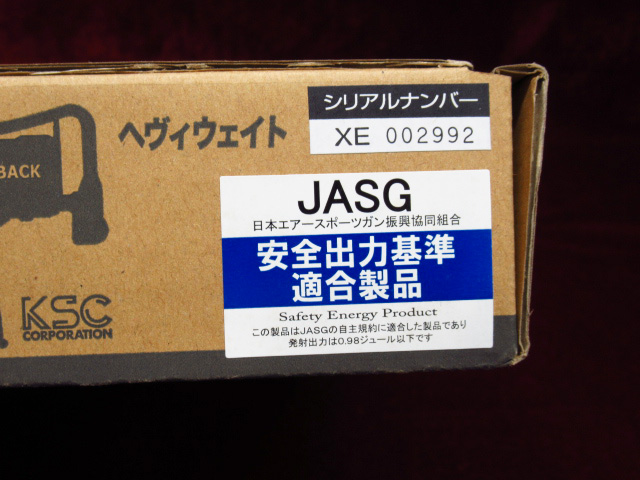 シリアルナンバー
XE 002992
ヘヴィウェイト
BACK
JASG
日本エアースポーツガン振興協同組合
安全出力基準
適合製品
Safety Energy Product
この製品はJASGの自主規約に適合した製品であり
発射出力は0.98ジュール以下です
KSC
CORPORATION